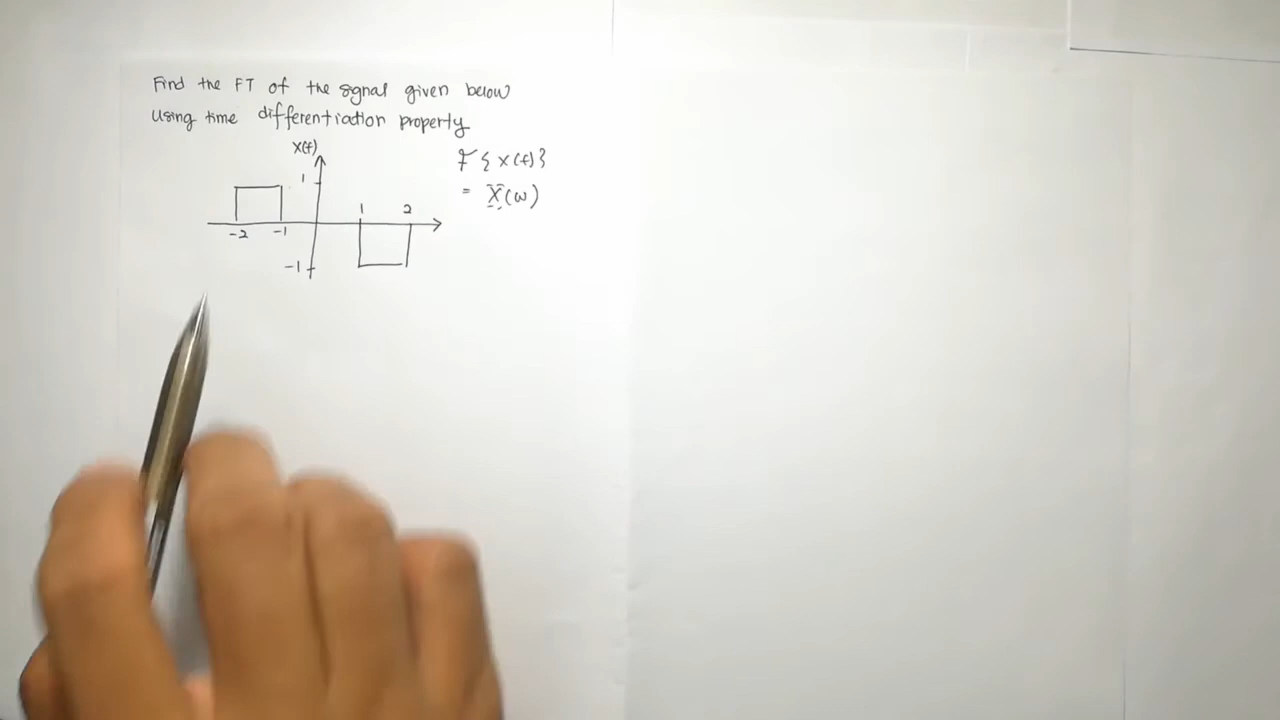 Find the FT of the signal given below
using time differentiation property
x(t)
1
1 2
-2 -1
-1
F{x(t)}
= X(ω)